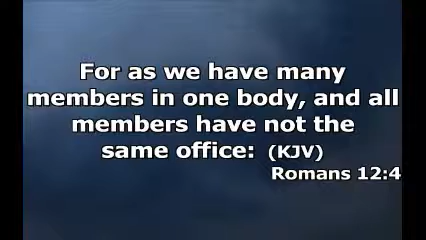 For as we have many
members in one body, and all
members have not the
same office: (KJV)
Romans 12:4